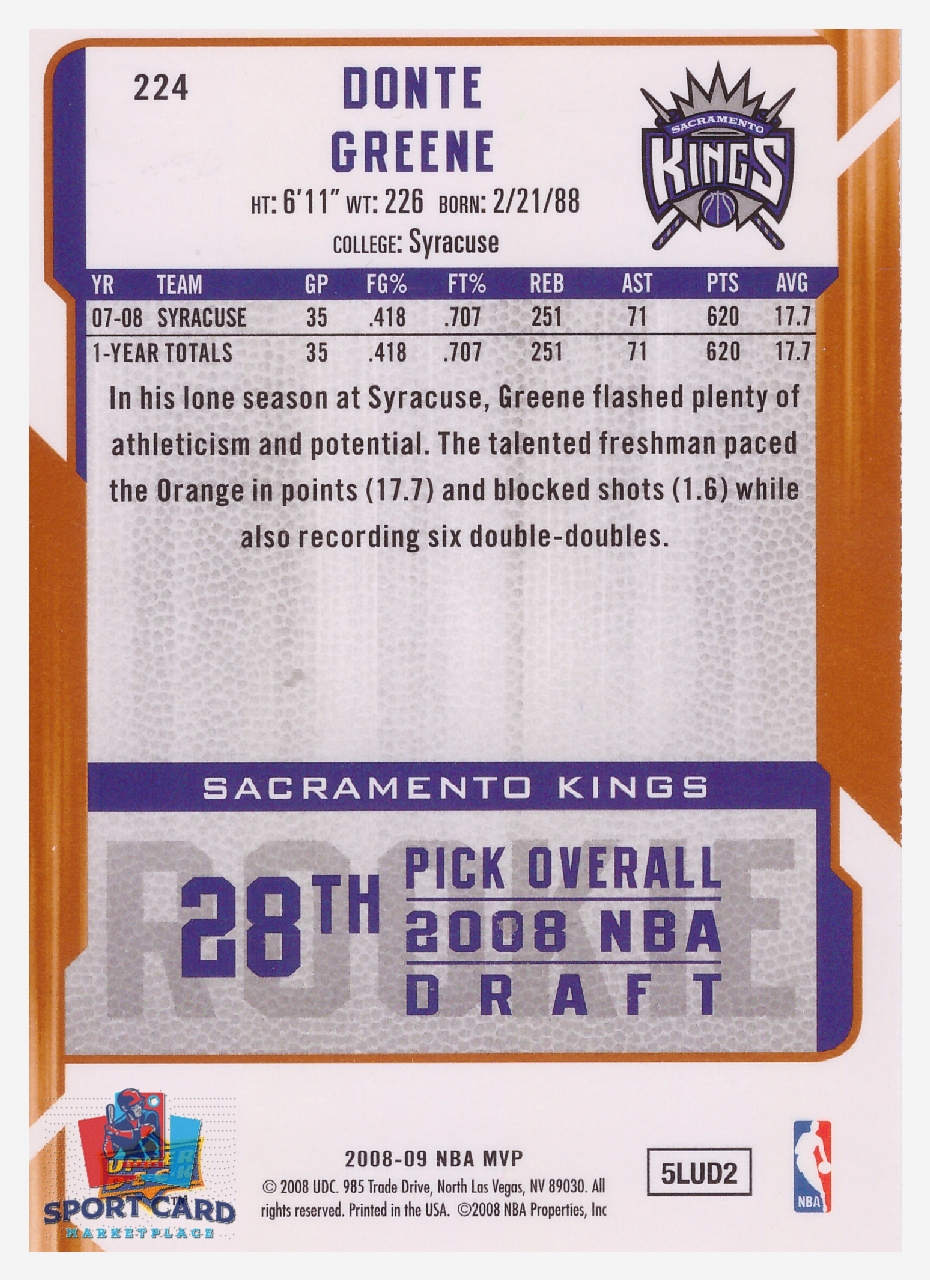 224
DONTE
GREENE
SACRAMENTO
KINGS
HT: 6'11" WT: 226 BORN: 2/21/88
COLLEGE: Syracuse
YR TEAM GP FG% FT% REB AST PTS AVG
07-08 SYRACUSE 35 .418 .707 251 71 620 17.7
1-YEAR TOTALS 35 .418 .707 251 71 620 17.7
In his lone season at Syracuse, Greene flashed plenty of
athleticism and potential. The talented freshman paced
the Orange in points (17.7) and blocked shots (1.6) while
also recording six double-doubles.
SACRAMENTO KINGS
ROOKIE
28TH
PICK OVERALL
2008 NBA
DRAFT
UPPER
DECK
SPORT CARD
MARKETPLACE
2008-09 NBA MVP
© 2008 UDC. 985 Trade Drive, North Las Vegas, NV 89030. All
rights reserved. Printed in the USA. ©2008 NBA Properties, Inc
5LUD2
NBA